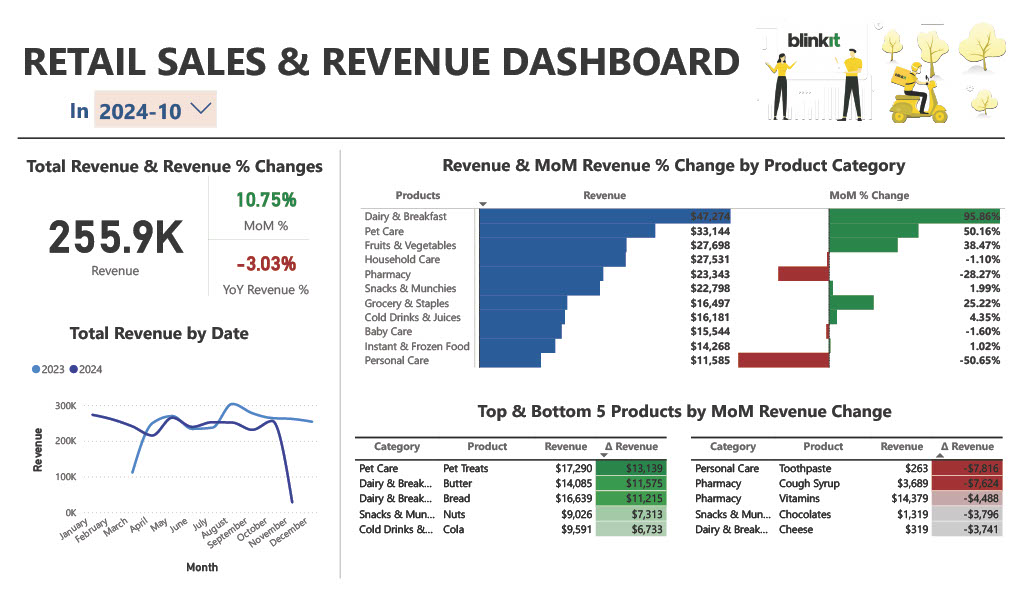 RETAIL SALES & REVENUE DASHBOARD
blinkit
In 2024-10
Total Revenue & Revenue % Changes
255.9K
Revenue
10.75%
MoM %
-3.03%
YoY Revenue %
Total Revenue by Date
2023 2024
Revenue
300K
200K
100K
0K
January February March April May June July August September October November December
Month
Revenue & MoM Revenue % Change by Product Category
Products Revenue MoM % Change
Dairy & Breakfast $47,274 95.86%
Pet Care $33,144 50.16%
Fruits & Vegetables $27,698 38.47%
Household Care $27,531 -1.10%
Pharmacy $23,343 -28.27%
Snacks & Munchies $22,798 1.99%
Grocery & Staples $16,497 25.22%
Cold Drinks & Juices $16,181 4.35%
Baby Care $15,544 -1.60%
Instant & Frozen Food $14,268 1.02%
Personal Care $11,585 -50.65%
Top & Bottom 5 Products by MoM Revenue Change
Category Product Revenue Δ Revenue
Pet Care Pet Treats $17,290 $13,139
Dairy & Break... Butter $14,085 $11,575
Dairy & Break... Bread $16,639 $11,215
Snacks & Mun... Nuts $9,026 $7,313
Cold Drinks &... Cola $9,591 $6,733
Category Product Revenue Δ Revenue
Personal Care Toothpaste $263 -$7,816
Pharmacy Cough Syrup $3,689 -$7,624
Pharmacy Vitamins $14,379 -$4,488
Snacks & Mun... Chocolates $1,319 -$3,796
Dairy & Break... Cheese $319 -$3,741